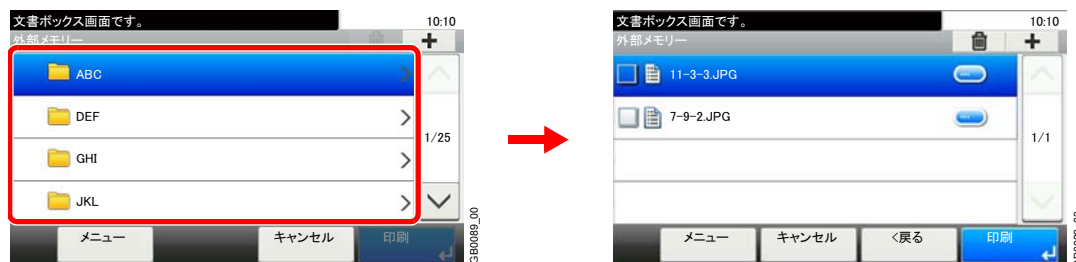 文書ボックス画面です。
10:10
外部メモリー
ABC
DEF
GHI
JKL
1/25
メニュー
キャンセル
印刷
GB0089_00
文書ボックス画面です。
10:10
外部メモリー
11-3-3.JPG
7-9-2.JPG
1/1
メニュー
キャンセル
<戻る
印刷